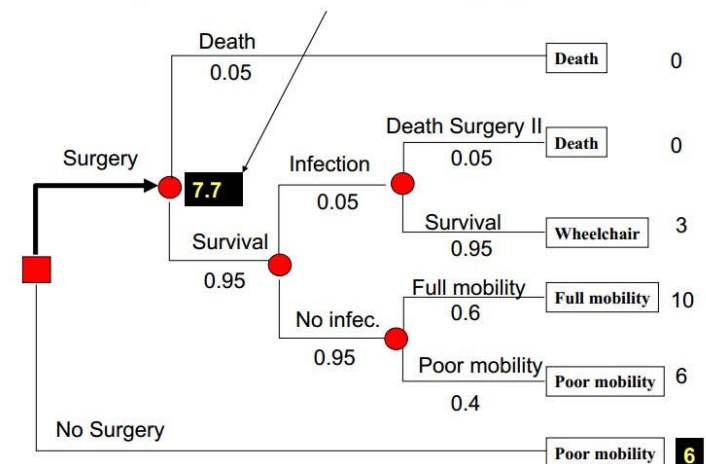 Death
0.05
Death
0
Death Surgery II
0.05
Death
0
Surgery
7.7
Infection
0.05
Survival
0.95
Wheelchair
3
Survival
0.95
Full mobility
0.6
Full mobility
10
No infec.
0.95
Poor mobility
0.4
Poor mobility
6
No Surgery
Poor mobility
6